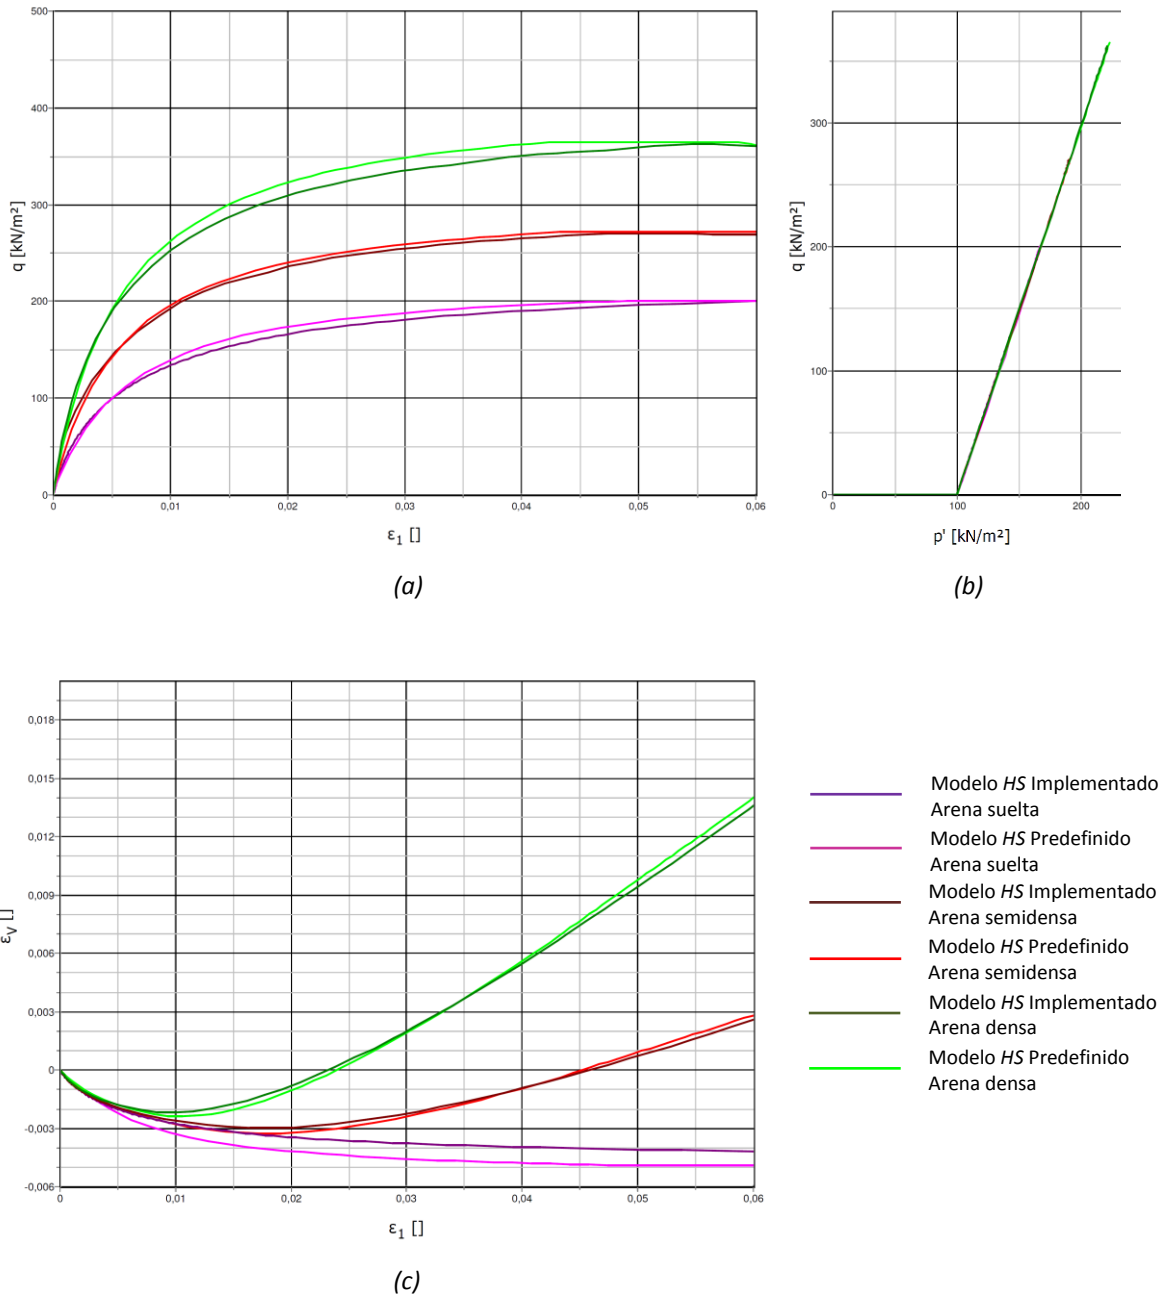 500
400
300
200
100
0
q [kN/m²]
0
0,01
0,02
0,03
0,04
0,05
0,06
ε1 []
(a)
300
200
100
0
q [kN/m²]
0
100
200
p' [kN/m²]
(b)
0,018
0,015
0,012
0,009
0,006
0,003
0
-0,003
-0,006
εV []
0
0,01
0,02
0,03
0,04
0,05
0,06
ε1 []
(c)
Modelo HS Implementado
Arena suelta
Modelo HS Predefinido
Arena suelta
Modelo HS Implementado
Arena semidensa
Modelo HS Predefinido
Arena semidensa
Modelo HS Implementado
Arena densa
Modelo HS Predefinido
Arena densa